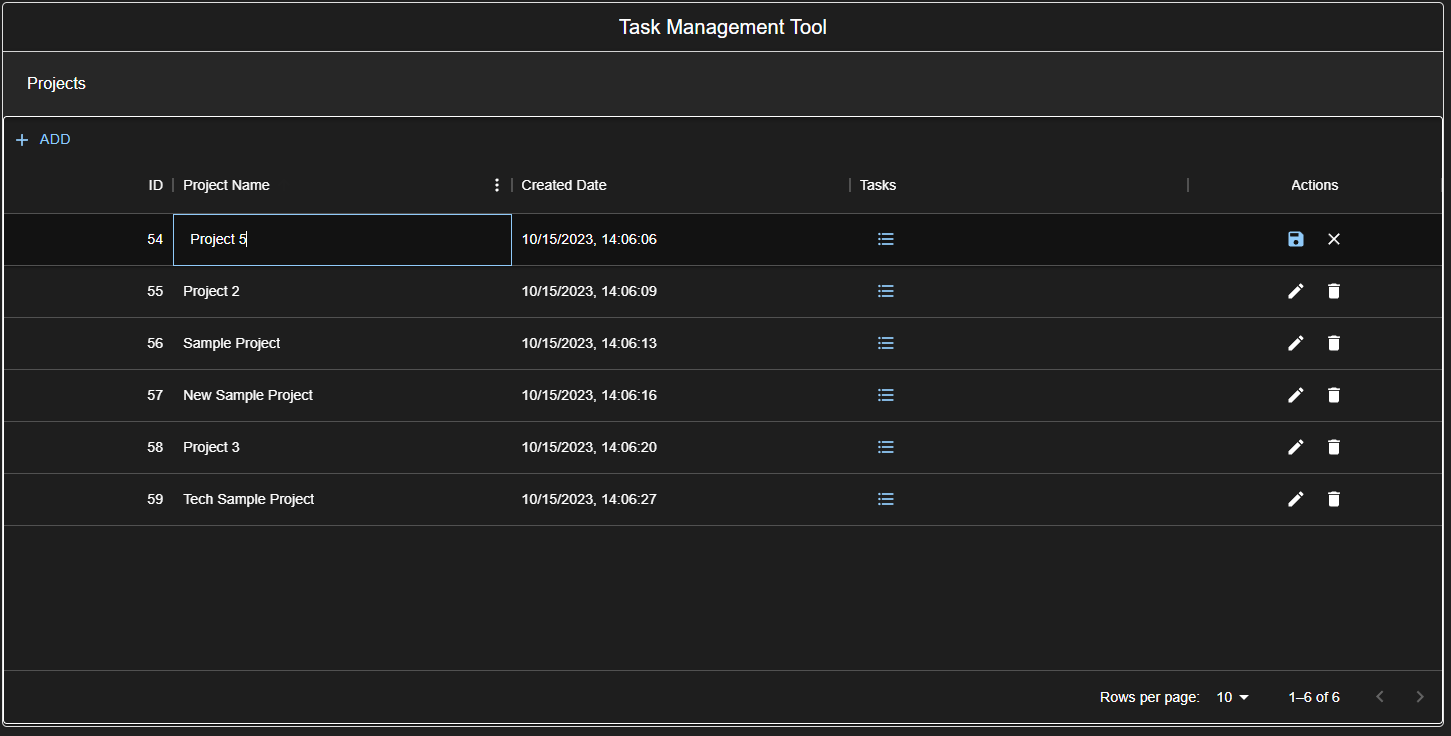 Task Management Tool
Projects
ADD
ID Project Name Created Date Tasks Actions
54 Project 5 10/15/2023, 14:06:06
55 Project 2 10/15/2023, 14:06:09
56 Sample Project 10/15/2023, 14:06:13
57 New Sample Project 10/15/2023, 14:06:16
58 Project 3 10/15/2023, 14:06:20
59 Tech Sample Project 10/15/2023, 14:06:27
Rows per page: 10 1–6 of 6